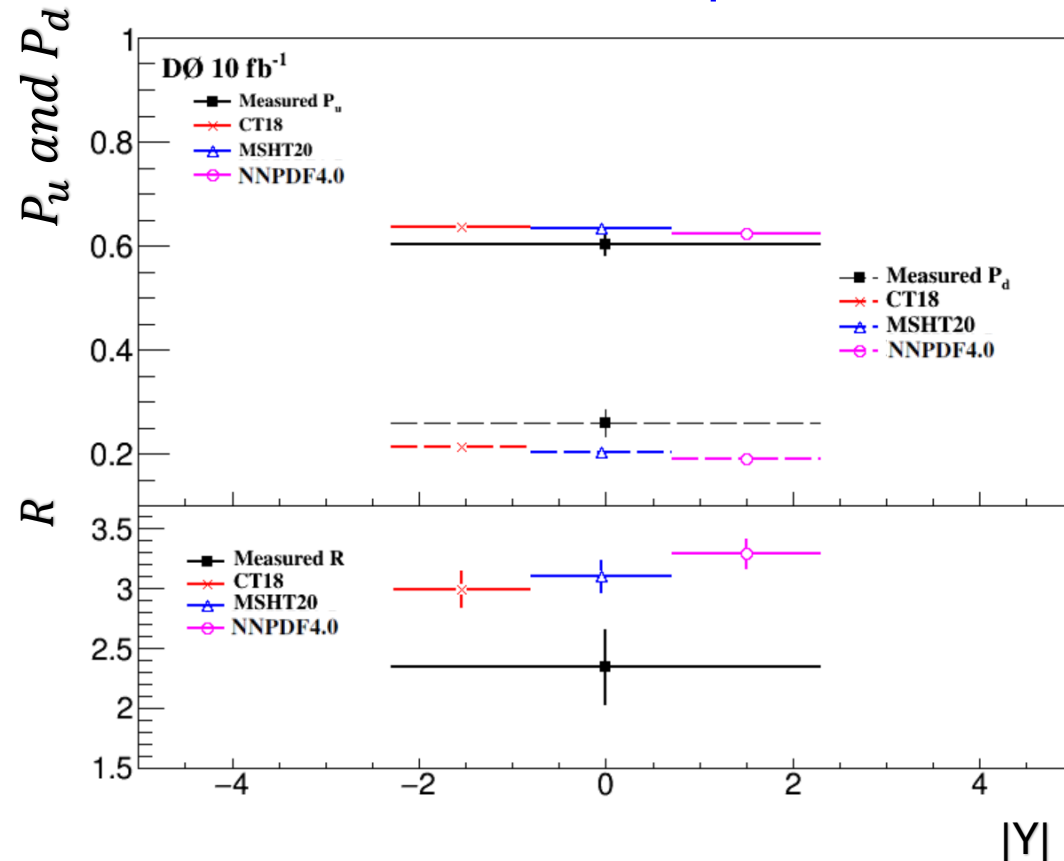 P_u and P_d
1
DØ 10 fb⁻¹
Measured P_u
CT18
MSHT20
NNPDF4.0
0.8
0.6
0.4
0.2
Measured P_d
CT18
MSHT20
NNPDF4.0
R
3.5
3
2.5
2
1.5
Measured R
CT18
MSHT20
NNPDF4.0
−4 −2 0 2 4
|Y|